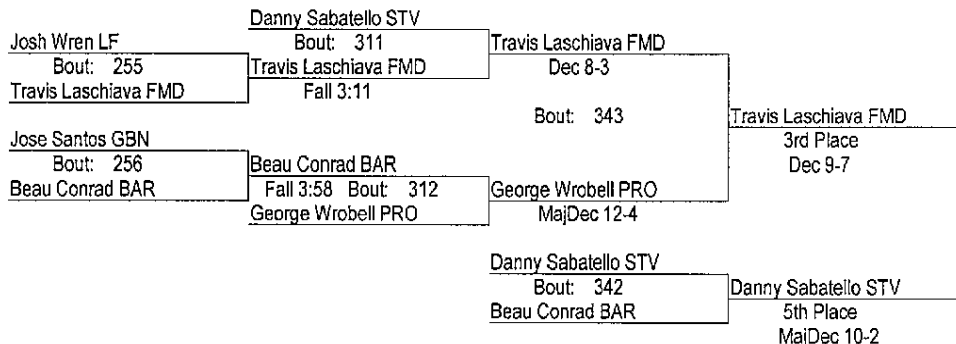 Danny Sabatello STV
Josh Wren LF
Bout: 311
Travis Laschiava FMD
Bout: 255
Travis Laschiava FMD
Dec 8-3
Travis Laschiava FMD
Fall 3:11
Bout: 343
Travis Laschiava FMD
Jose Santos GBN
3rd Place
Bout: 256
Beau Conrad BAR
Dec 9-7
Beau Conrad BAR
Fall 3:58 Bout: 312
George Wrobell PRO
George Wrobell PRO
MajDec 12-4
Danny Sabatello STV
Bout: 342
Danny Sabatello STV
Beau Conrad BAR
5th Place
MajDec 10-2